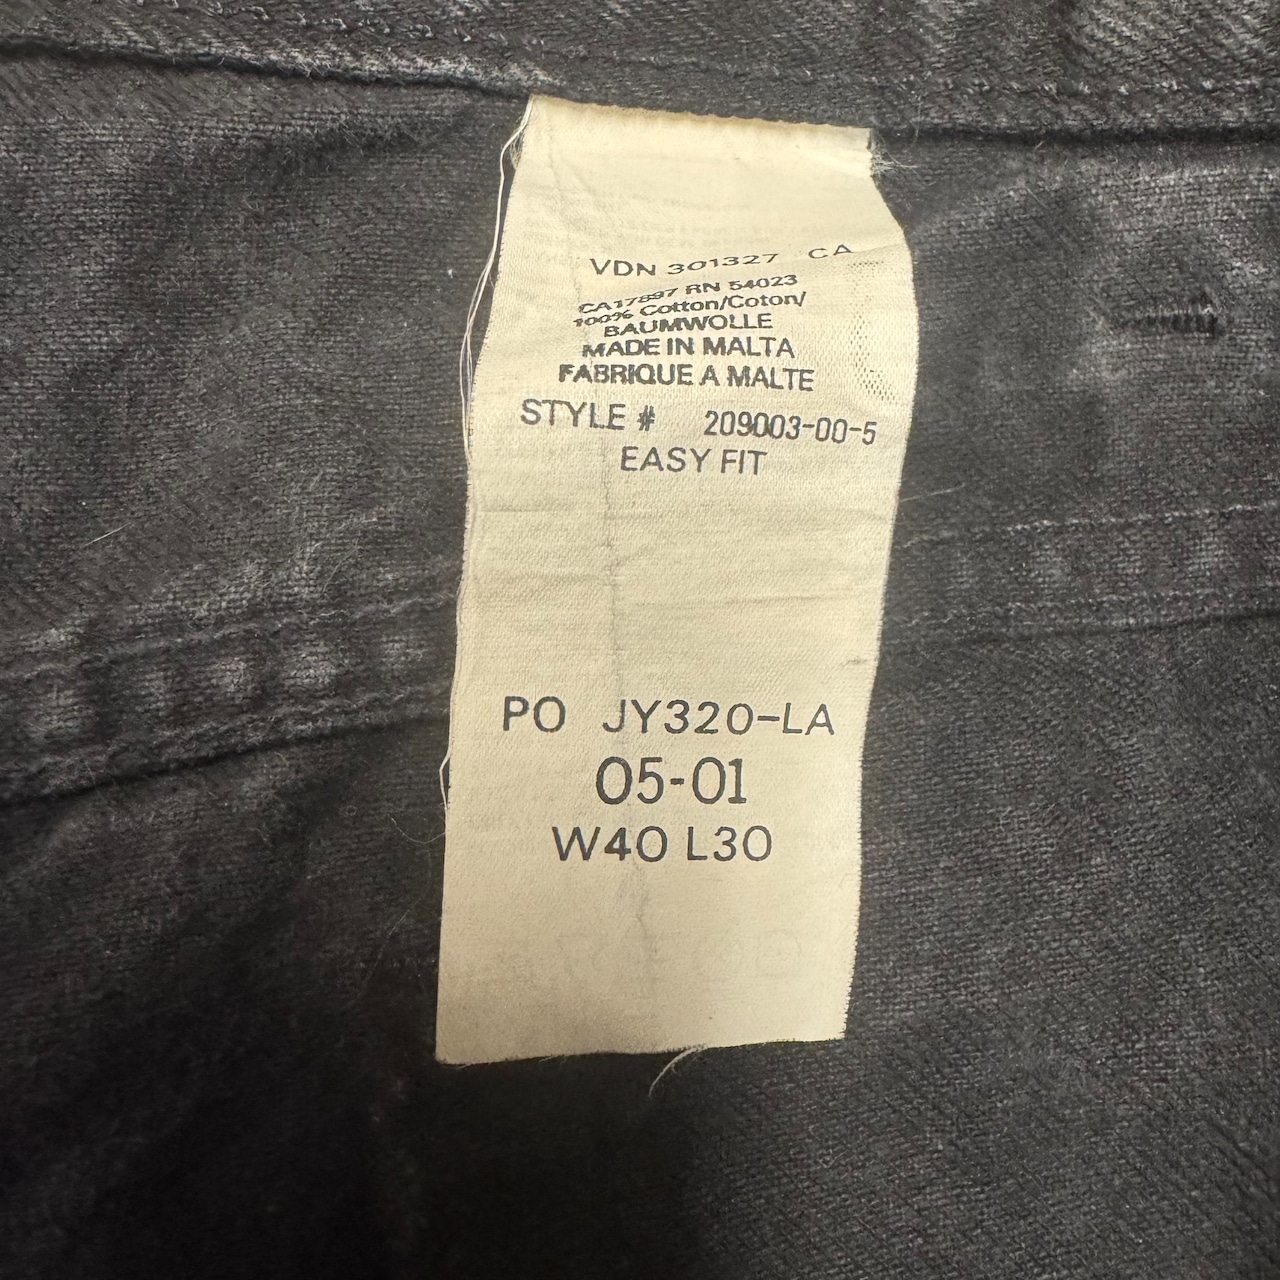 VDN 301327 CA
CA17897 RN 54023
100% Cotton/Coton/
BAUMWOLLE
MADE IN MALTA
FABRIQUE A MALTE
STYLE # 209003-00-5
EASY FIT
PO JY320-LA
05-01
W40 L30